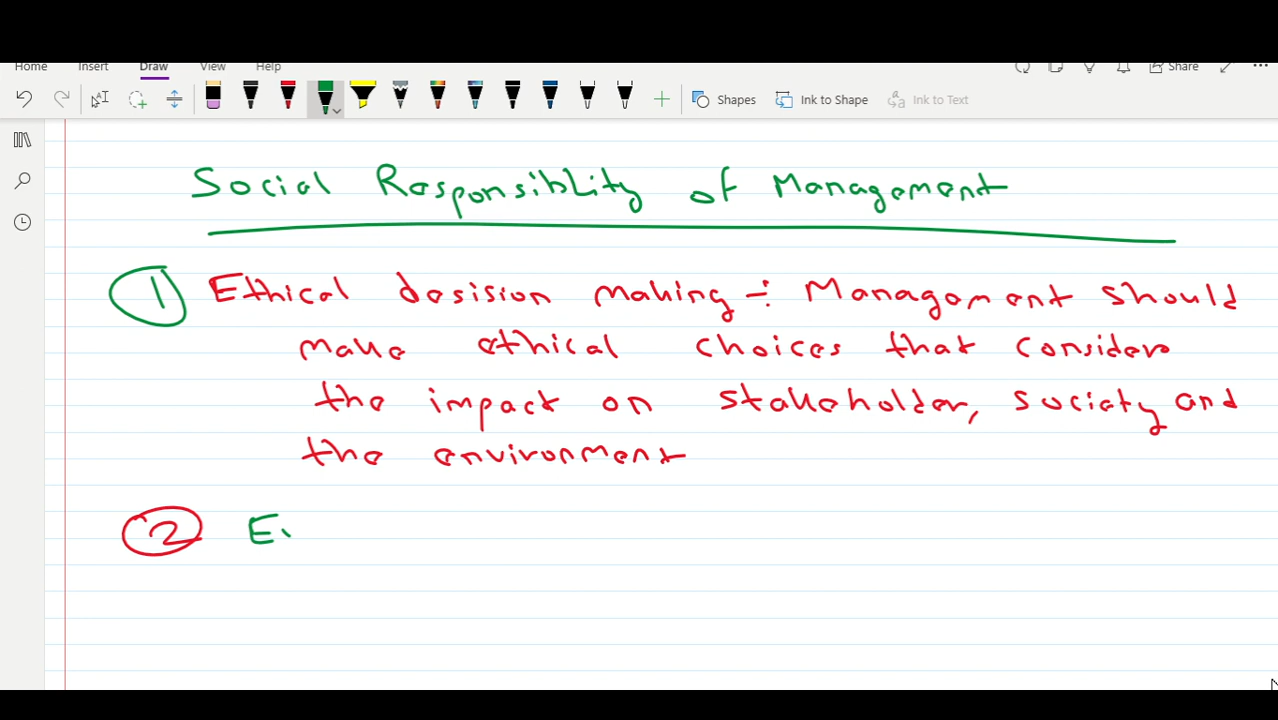 Home Insert Draw View Help Share
Shapes Ink to Shape Ink to Text
Social Responsiblity of Management
1 Ethical desision making ÷ Management should
make ethical choices that consider
the impact on stakeholder, society and
the environment
2